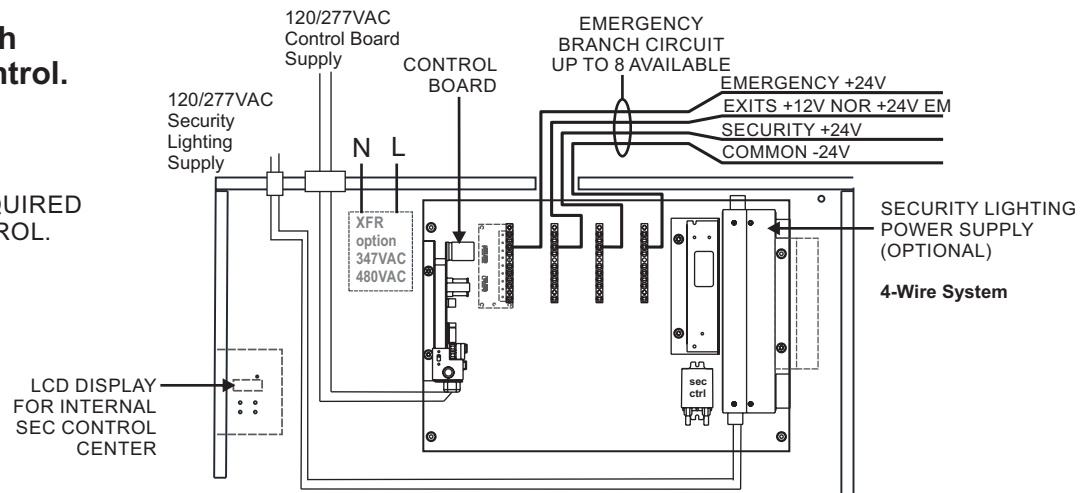 h
ntrol.
QUIRED
ROL.
120/277VAC
Control Board
Supply
120/277VAC
Security
Lighting
Supply
CONTROL
BOARD
EMERGENCY
BRANCH CIRCUIT
UP TO 8 AVAILABLE
EMERGENCY +24V
EXITS +12V NOR +24V EM
SECURITY +24V
COMMON -24V
N L
XFR
option
347VAC
480VAC
SECURITY LIGHTING
POWER SUPPLY
(OPTIONAL)
4-Wire System
sec
ctrl
LCD DISPLAY
FOR INTERNAL
SEC CONTROL
CENTER